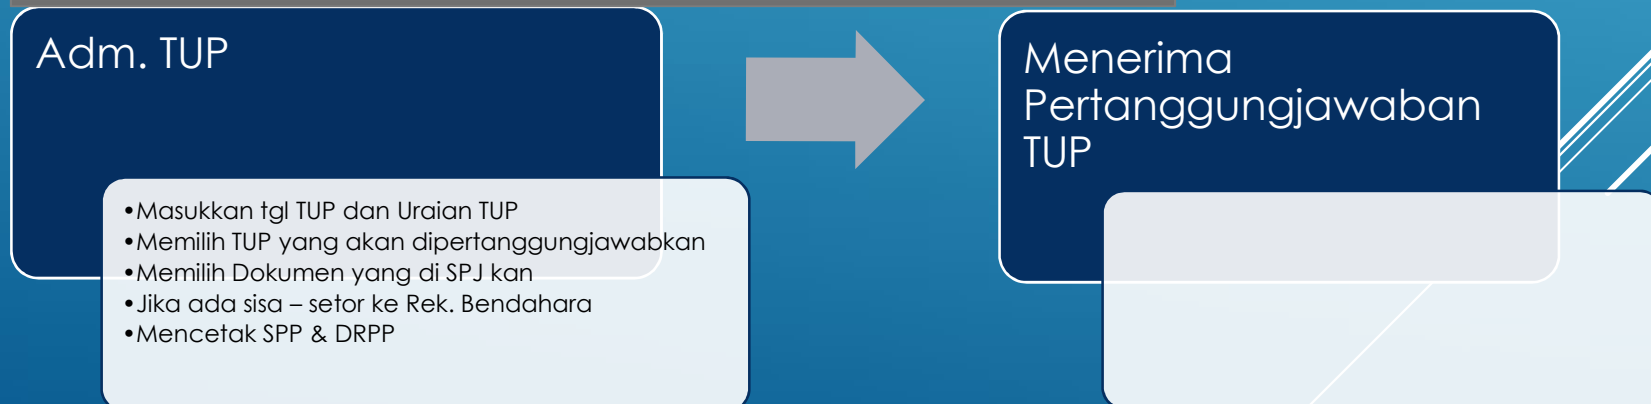 Adm. TUP
•Masukkan tgl TUP dan Uraian TUP
•Memilih TUP yang akan dipertanggungjawabkan
•Memilih Dokumen yang di SPJ kan
•Jika ada sisa – setor ke Rek. Bendahara
•Mencetak SPP & DRPP
Menerima
Pertanggungjawaban
TUP